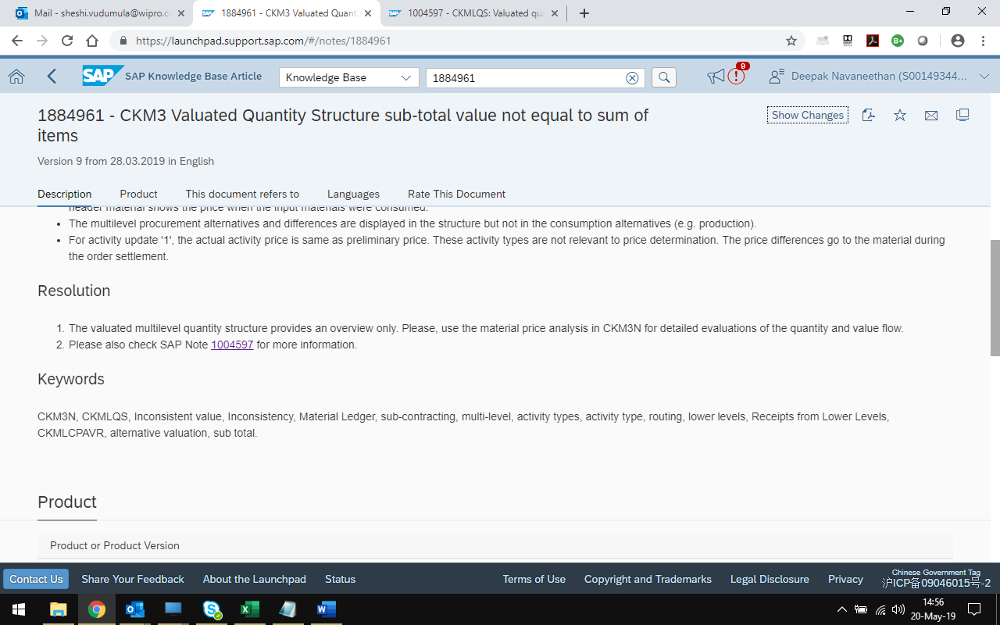 Mail - sheshi.vudumula@wipro.c
1884961 - CKM3 Valuated Quant
1004597 - CKMLQS: Valuated qu
https://launchpad.support.sap.com/#/notes/1884961
SAP
SAP Knowledge Base Article
Knowledge Base
1884961
9
Deepak Navaneethan (S00149344...
1884961 - CKM3 Valuated Quantity Structure sub-total value not equal to sum of
items
Show Changes
Version 9 from 28.03.2019 in English
Description
Product
This document refers to
Languages
Rate This Document
header material shows the price when the input materials were consumed.
• The multilevel procurement alternatives and differences are displayed in the structure but not in the consumption alternatives (e.g. production).
• For activity update '1', the actual activity price is same as preliminary price. These activity types are not relevant to price determination. The price differences go to the material during
the order settlement.
Resolution
1. The valuated multilevel quantity structure provides an overview only. Please, use the material price analysis in CKM3N for detailed evaluations of the quantity and value flow.
2. Please also check SAP Note 1004597 for more information.
Keywords
CKM3N, CKMLQS, Inconsistent value, Inconsistency, Material Ledger, sub-contracting, multi-level, activity types, activity type, routing, lower levels, Receipts from Lower Levels,
CKMLCPAVR, alternative valuation, sub total.
Product
Product or Product Version
Contact Us
Share Your Feedback
About the Launchpad
Status
Terms of Use
Copyright and Trademarks
Legal Disclosure
Privacy
Chinese Government Tag
沪ICP备09046015号-2
14:56
20-May-19